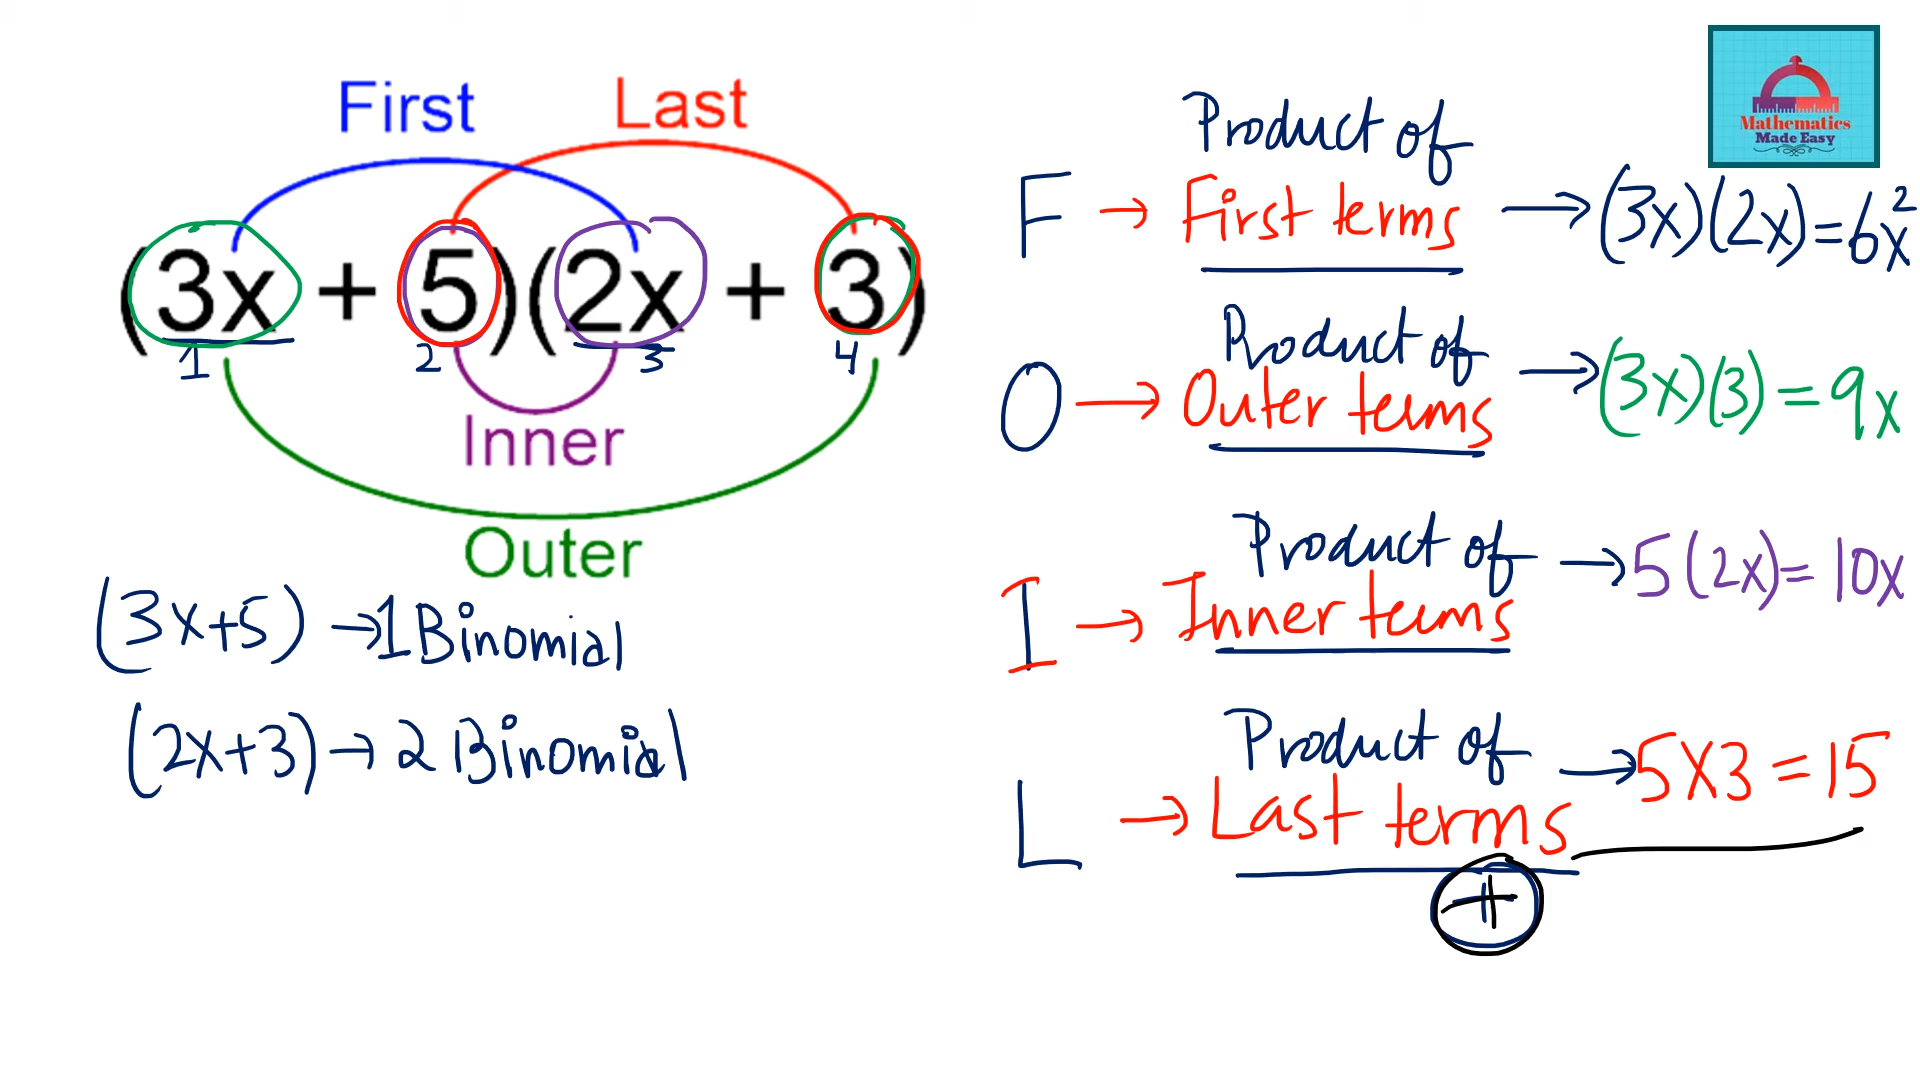 First
Last
(3x + 5)(2x + 3)
1 2 3 4
Inner
Outer
(3x+5) → 1 Binomial
(2x+3) → 2 Binomial
Mathematics
Made Easy
Product of
F → First terms → (3x)(2x) = 6x²
Product of
O → Outer terms → (3x)(3) = 9x
Product of
I → Inner terms → 5(2x) = 10x
Product of
L → Last terms → 5X3 = 15
+